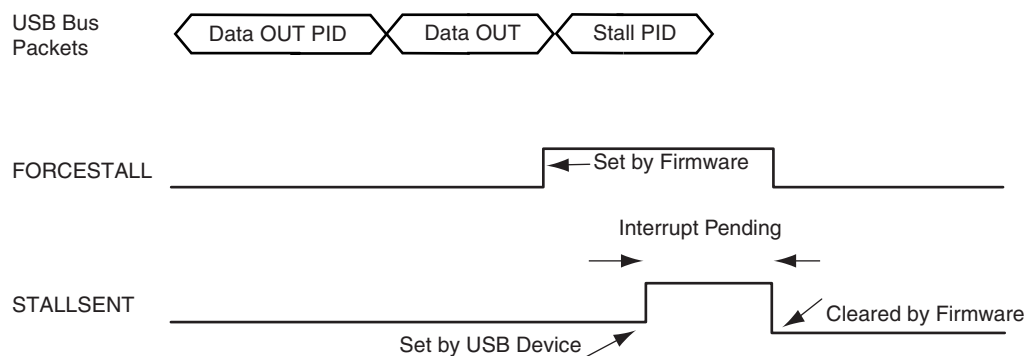 USB Bus
Packets
Data OUT PID
Data OUT
Stall PID
FORCESTALL
Set by Firmware
Interrupt Pending
STALLSENT
Cleared by Firmware
Set by USB Device